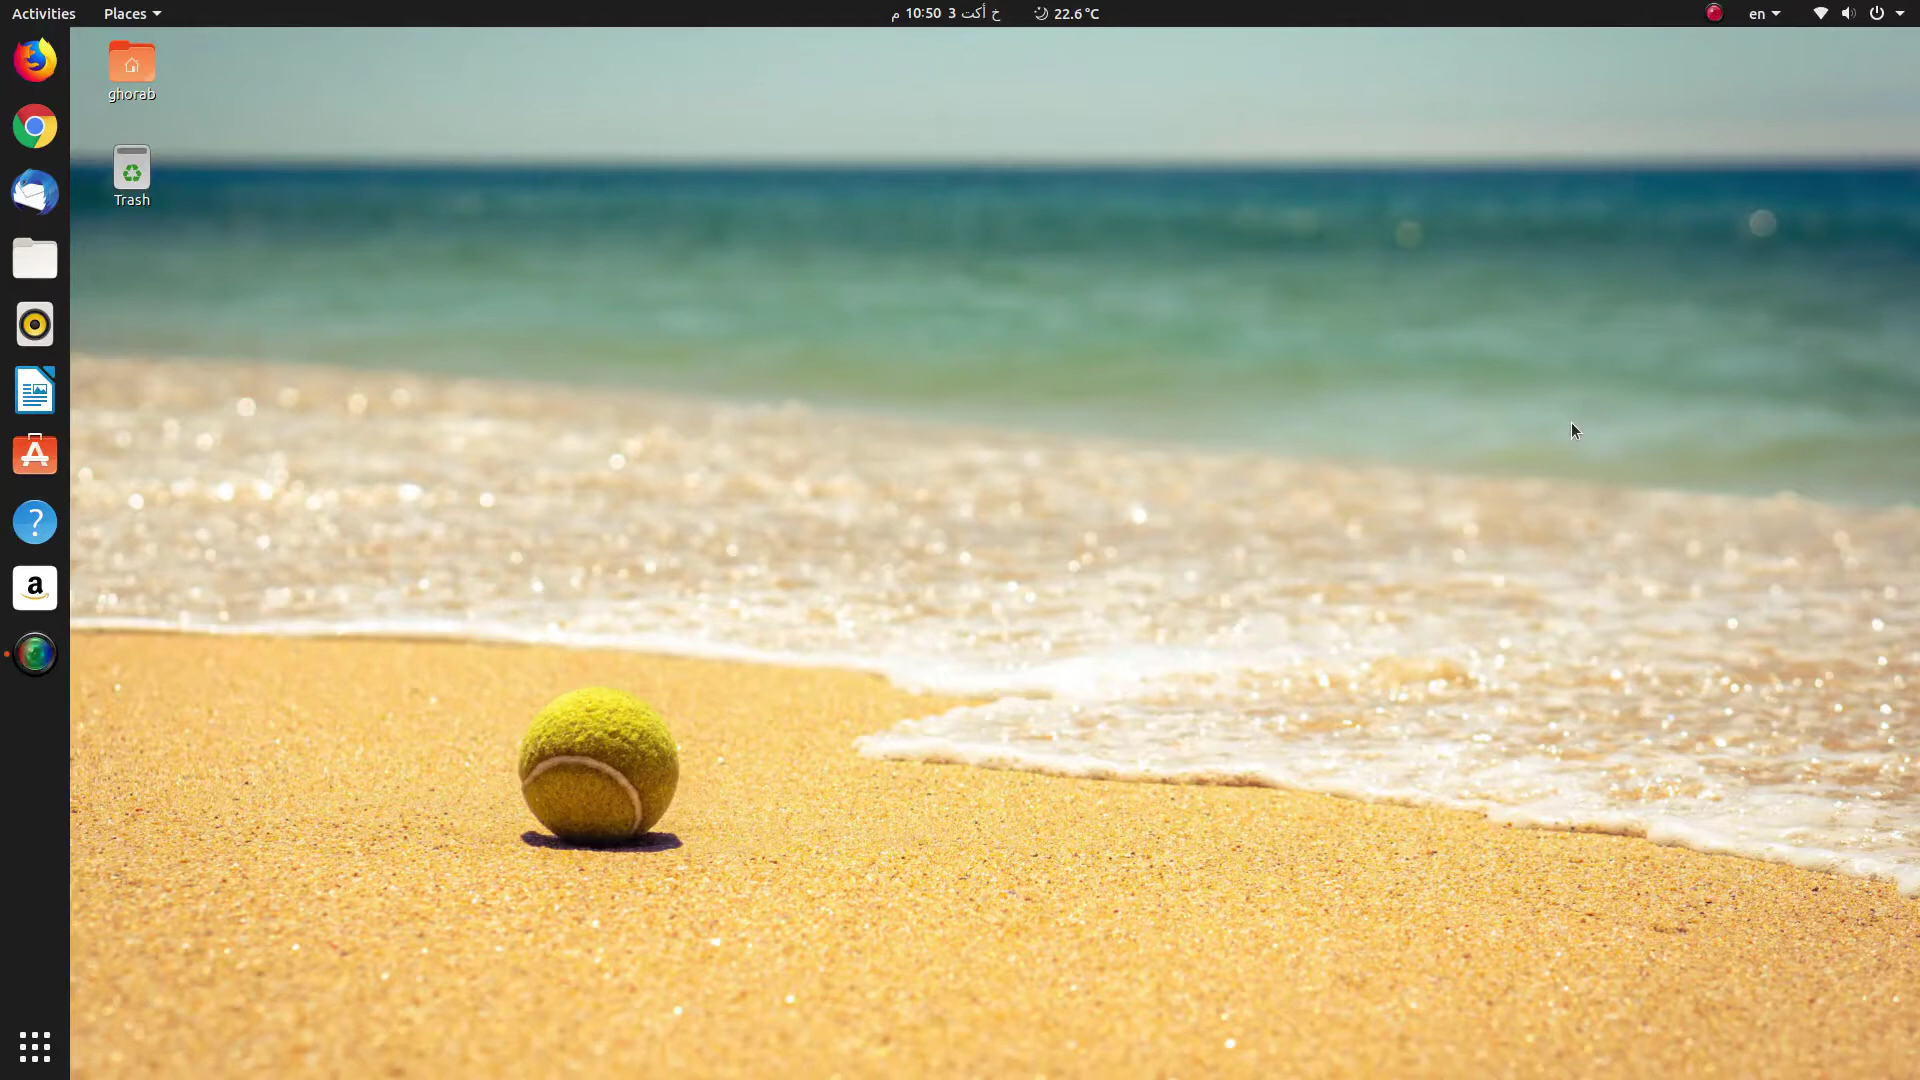 Activities
Places
خ أكت 3 10:50 م
22.6 °C
en
ghorab
Trash
?
a